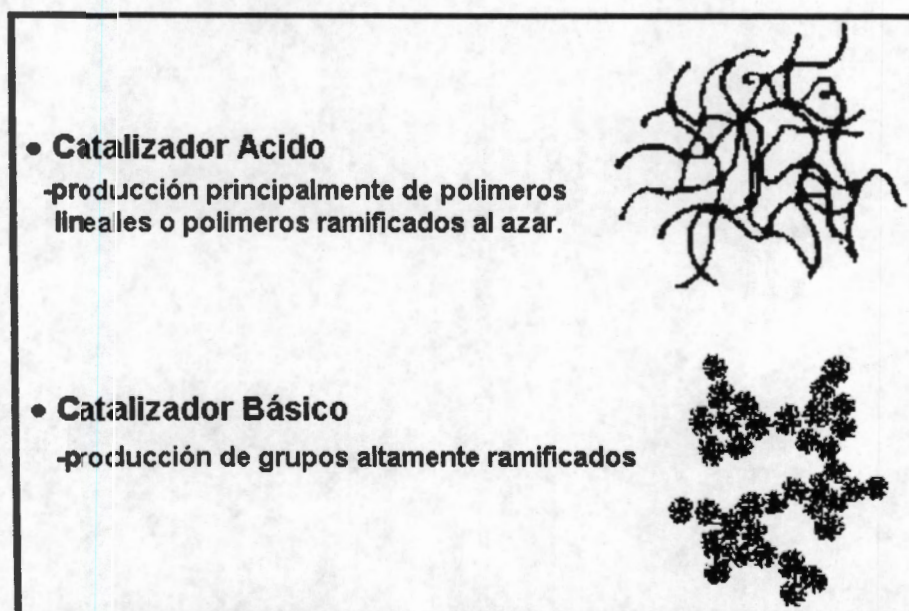 • Catalizador Acido
-producción principalmente de polimeros
lineales o polimeros ramificados al azar.
• Catalizador Básico
-producción de grupos altamente ramificados